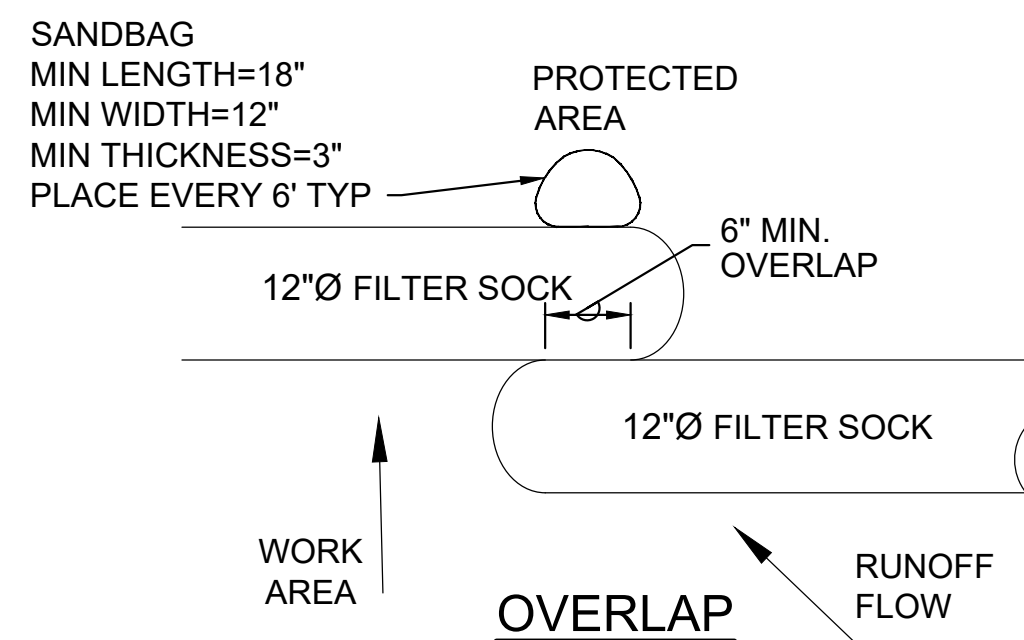 SANDBAG
MIN LENGTH=18"
MIN WIDTH=12"
MIN THICKNESS=3"
PLACE EVERY 6' TYP
PROTECTED
AREA
6" MIN.
OVERLAP
12"Ø FILTER SOCK
12"Ø FILTER SOCK
WORK
AREA
RUNOFF
FLOW
OVERLAP